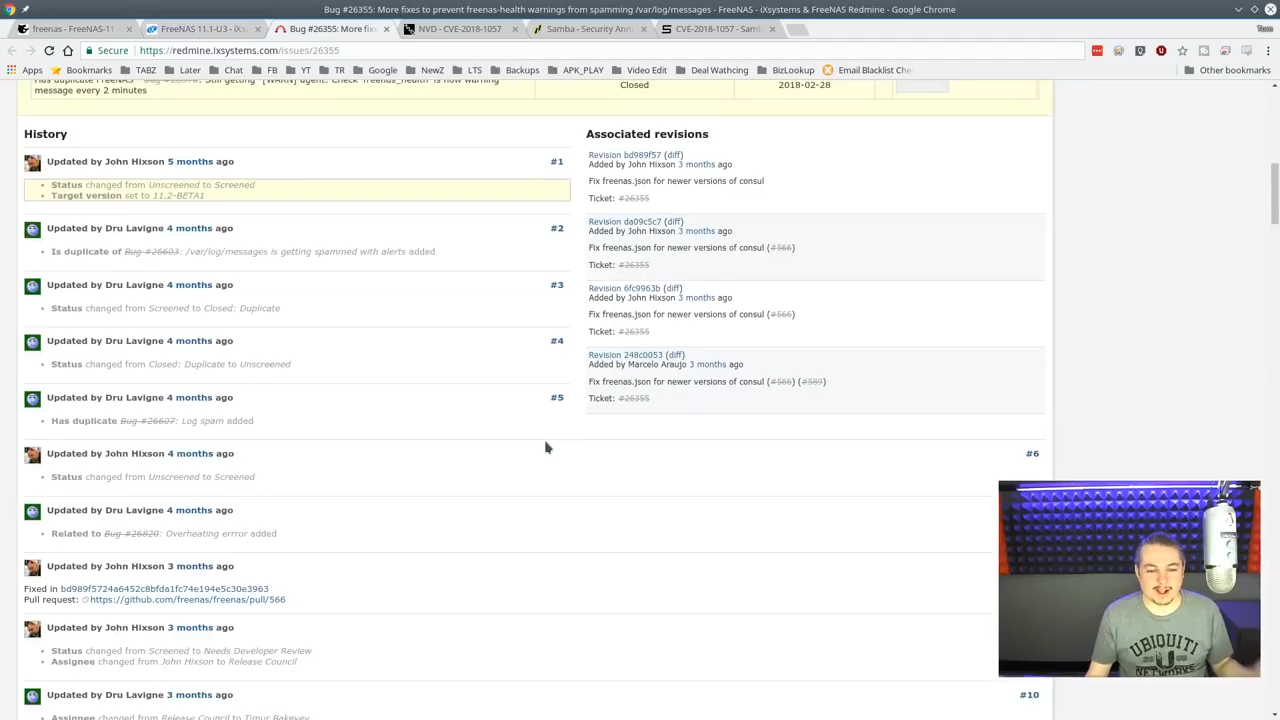 Bug #26355: More fixes to prevent freenas-health warnings from spamming /var/log/messages - FreeNAS - iXsystems & FreeNAS Redmine - Google Chrome
Tom
freenas - FreeNAS-11
FreeNAS 11.1-U3 - iXs
Bug #26355: More fixe
NVD - CVE-2018-1057
Samba - Security Ann
CVE-2018-1057 - Sam
Secure https://redmine.ixsystems.com/issues/26355
Apps Bookmarks TABZ Later Chat FB YT TR Google NewZ LTS Backups APK_PLAY Video Edit Deal Wathcing BizLookup Email Blacklist Che Other bookmarks
message every 2 minutes
Closed
2018-02-28
History
Updated by John Hixson 5 months ago #1
• Status changed from Unscreened to Screened
• Target version set to 11.2-BETA1
Updated by Dru Lavigne 4 months ago #2
• Is duplicate of Bug #26603: /var/log/messages is getting spammed with alerts added
Updated by Dru Lavigne 4 months ago #3
• Status changed from Screened to Closed: Duplicate
Updated by Dru Lavigne 4 months ago #4
• Status changed from Closed: Duplicate to Unscreened
Updated by Dru Lavigne 4 months ago #5
• Has duplicate Bug #26607: Log spam added
Updated by John Hixson 4 months ago #6
• Status changed from Unscreened to Screened
Updated by Dru Lavigne 4 months ago
• Related to Bug #26820: Overheating errror added
Updated by John Hixson 3 months ago
Fixed in bd989f5724a6452c8bfda1fc74e194e5c30e3963
Pull request: https://github.com/freenas/freenas/pull/566
Updated by John Hixson 3 months ago
• Status changed from Screened to Needs Developer Review
• Assignee changed from John Hixson to Release Council
Updated by Dru Lavigne 3 months ago #10
• Assignee changed from Release Council to Timur Bakeyev
Associated revisions
Revision bd989f57 (diff)
Added by John Hixson 3 months ago
Fix freenas.json for newer versions of consul
Ticket: #26355
Revision da09c5c7 (diff)
Added by John Hixson 3 months ago
Fix freenas.json for newer versions of consul (#566)
Ticket: #26355
Revision 6fc9963b (diff)
Added by John Hixson 3 months ago
Fix freenas.json for newer versions of consul (#566)
Ticket: #26355
Revision 248c0053 (diff)
Added by Marcelo Araujo 3 months ago
Fix freenas.json for newer versions of consul (#566) (#589)
Ticket: #26355
UBIQUITI
NETWORKS